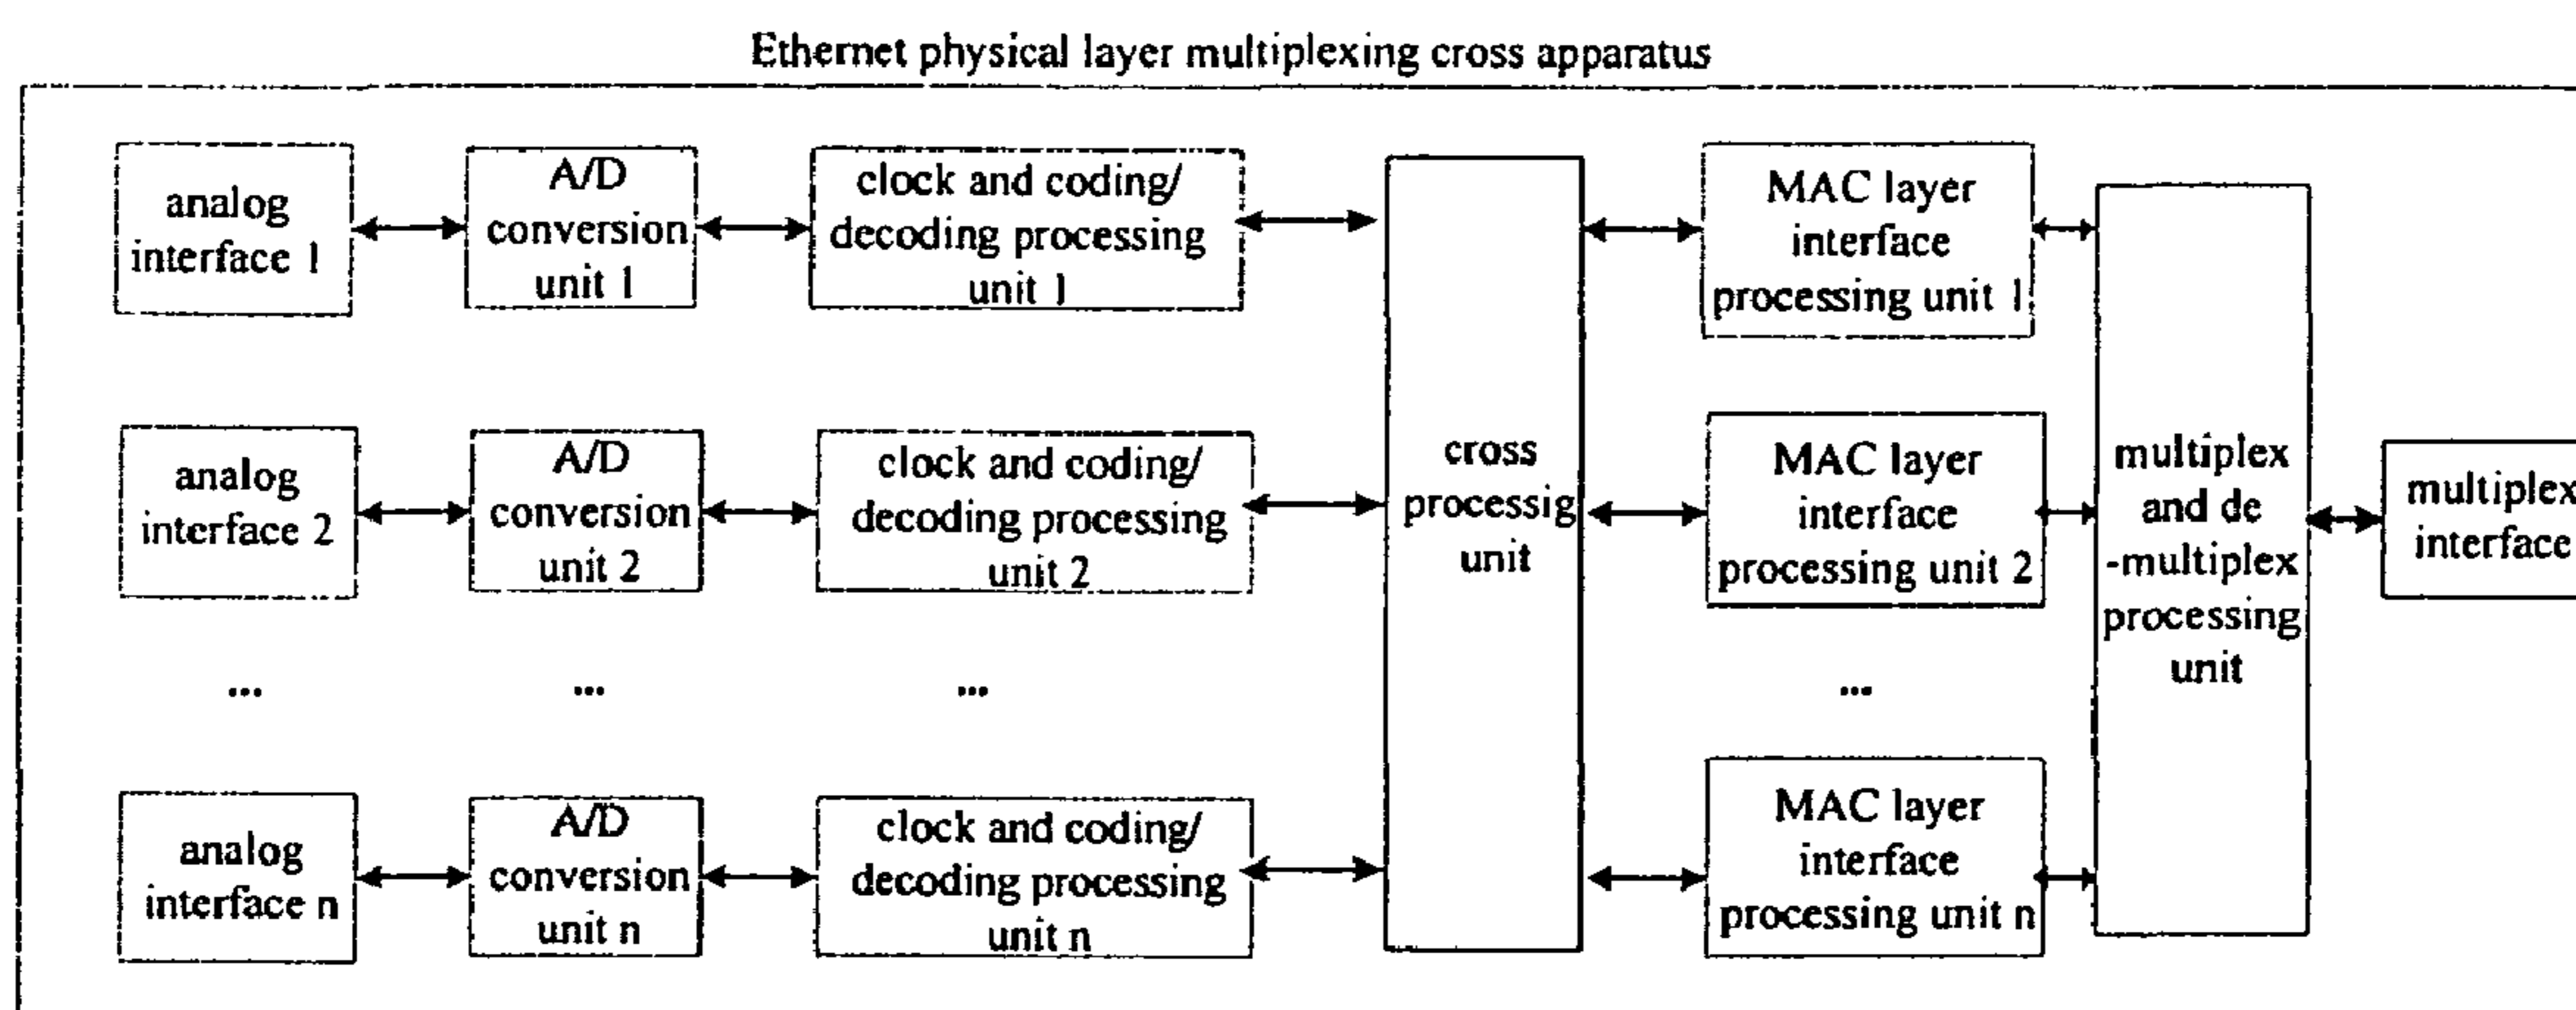 Ethernet physical layer multiplexing cross apparatus
analog
interface 1
A/D
conversion
unit 1
clock and coding/
decoding processing
unit 1
MAC layer
interface
processing unit 1
analog
interface 2
A/D
conversion
unit 2
clock and coding/
decoding processing
unit 2
cross
processig
unit
MAC layer
interface
processing unit 2
multiplex
and de
-multiplex
processing
unit
multiplex
interface
...
...
...
...
analog
interface n
A/D
conversion
unit n
clock and coding/
decoding processing
unit n
MAC layer
interface
processing unit n